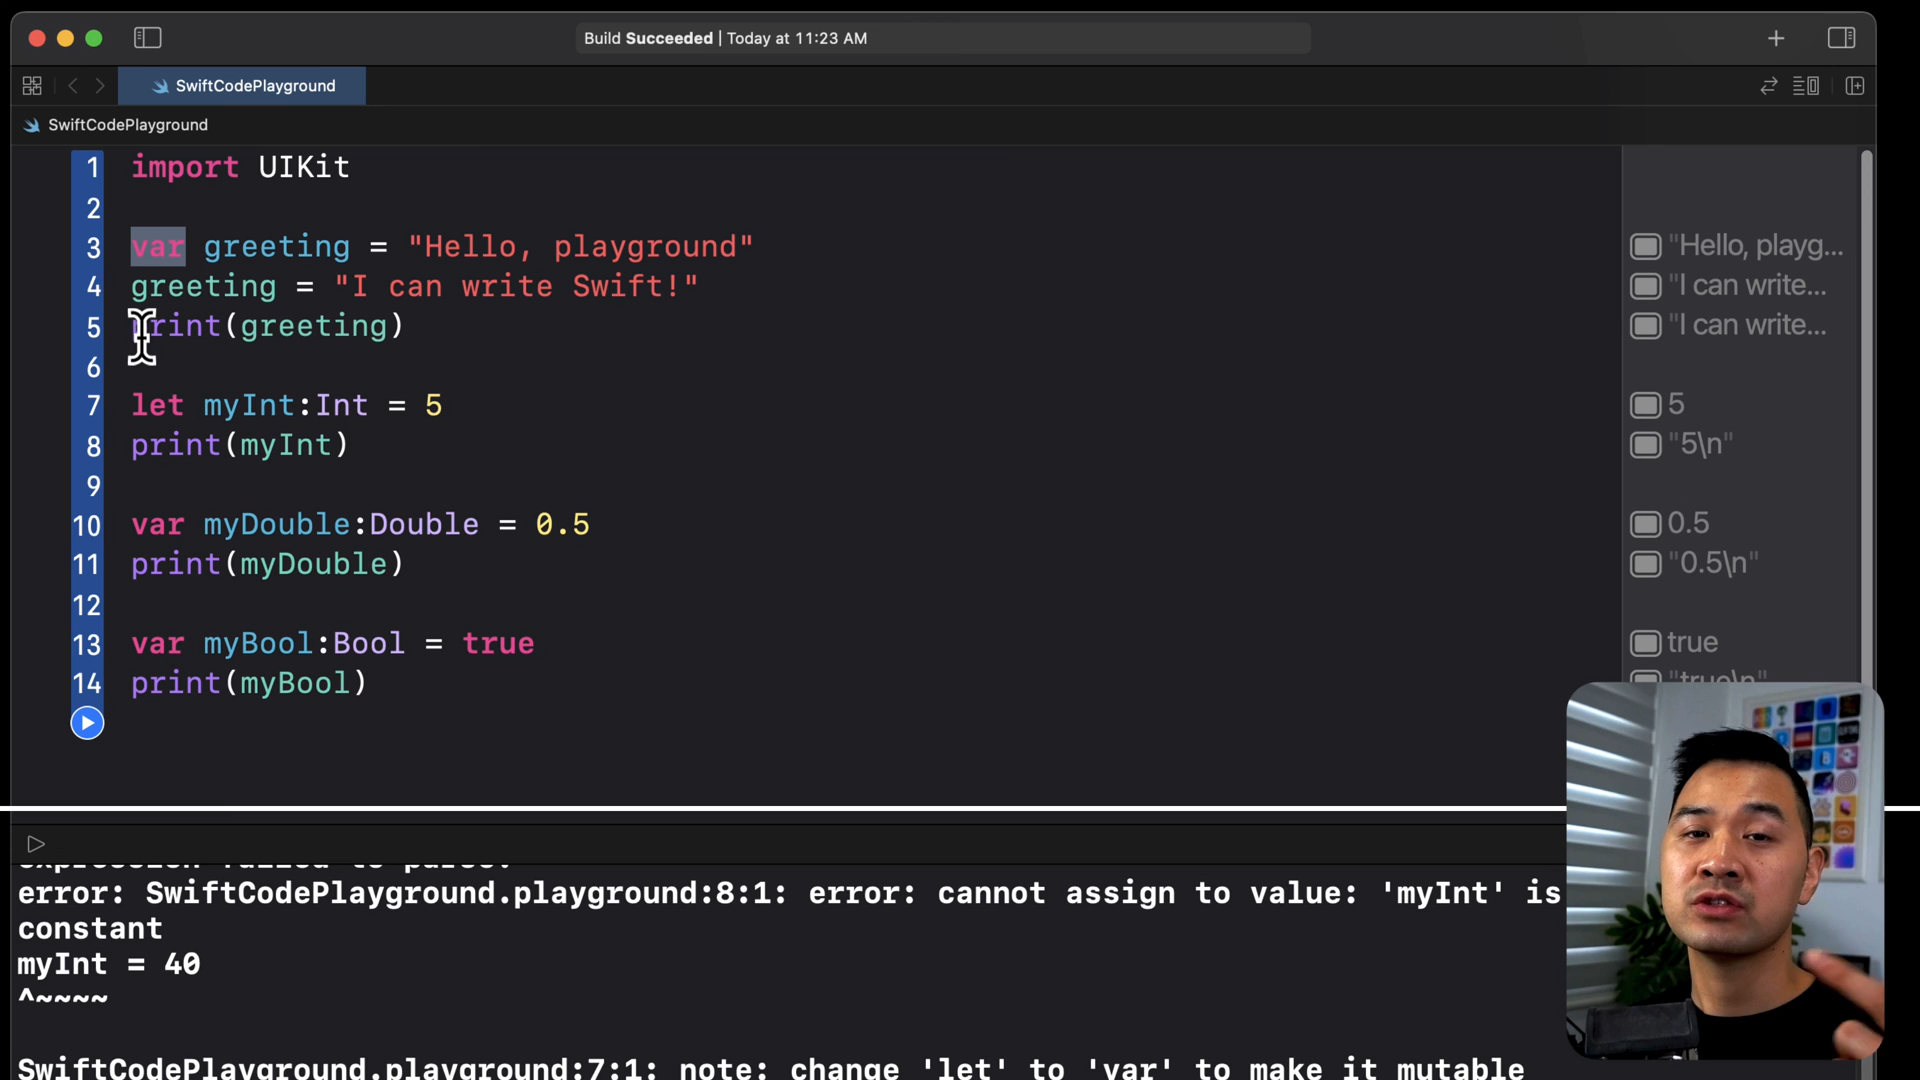 Build Succeeded | Today at 11:23 AM
SwiftCodePlayground
SwiftCodePlayground
1 import UIKit
2
3 var greeting = "Hello, playground"
"Hello, playg...
4 greeting = "I can write Swift!"
"I can write...
5 print(greeting)
"I can write...
6
7 let myInt:Int = 5
5
8 print(myInt)
"5\n"
9
10 var myDouble:Double = 0.5
0.5
11 print(myDouble)
"0.5\n"
12
13 var myBool:Bool = true
true
14 print(myBool)
"true\n"
expression failed to parse:
error: SwiftCodePlayground.playground:8:1: error: cannot assign to value: 'myInt' is
constant
myInt = 40
^~~~~
SwiftCodePlayground.playground:7:1: note: change 'let' to 'var' to make it mutable